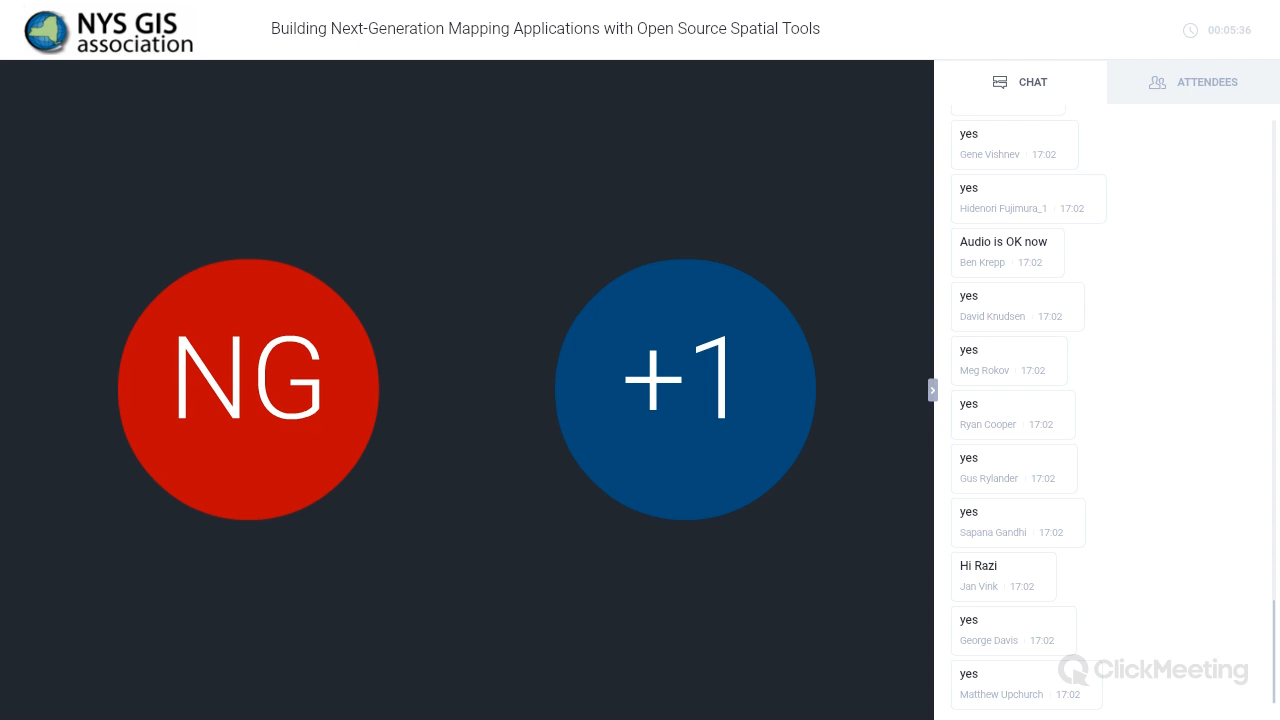 NYS GIS
association
Building Next-Generation Mapping Applications with Open Source Spatial Tools
00:05:36
NG
+1
CHAT
ATTENDEES
yes
Gene Vishnev 17:02
yes
Hidenori Fujimura_1 17:02
Audio is OK now
Ben Krepp 17:02
yes
David Knudsen 17:02
yes
Meg Rokov 17:02
yes
Ryan Cooper 17:02
yes
Gus Rylander 17:02
yes
Sapana Gandhi 17:02
Hi Razi
Jan Vink 17:02
yes
George Davis 17:02
yes
Matthew Upchurch 17:02
ClickMeeting